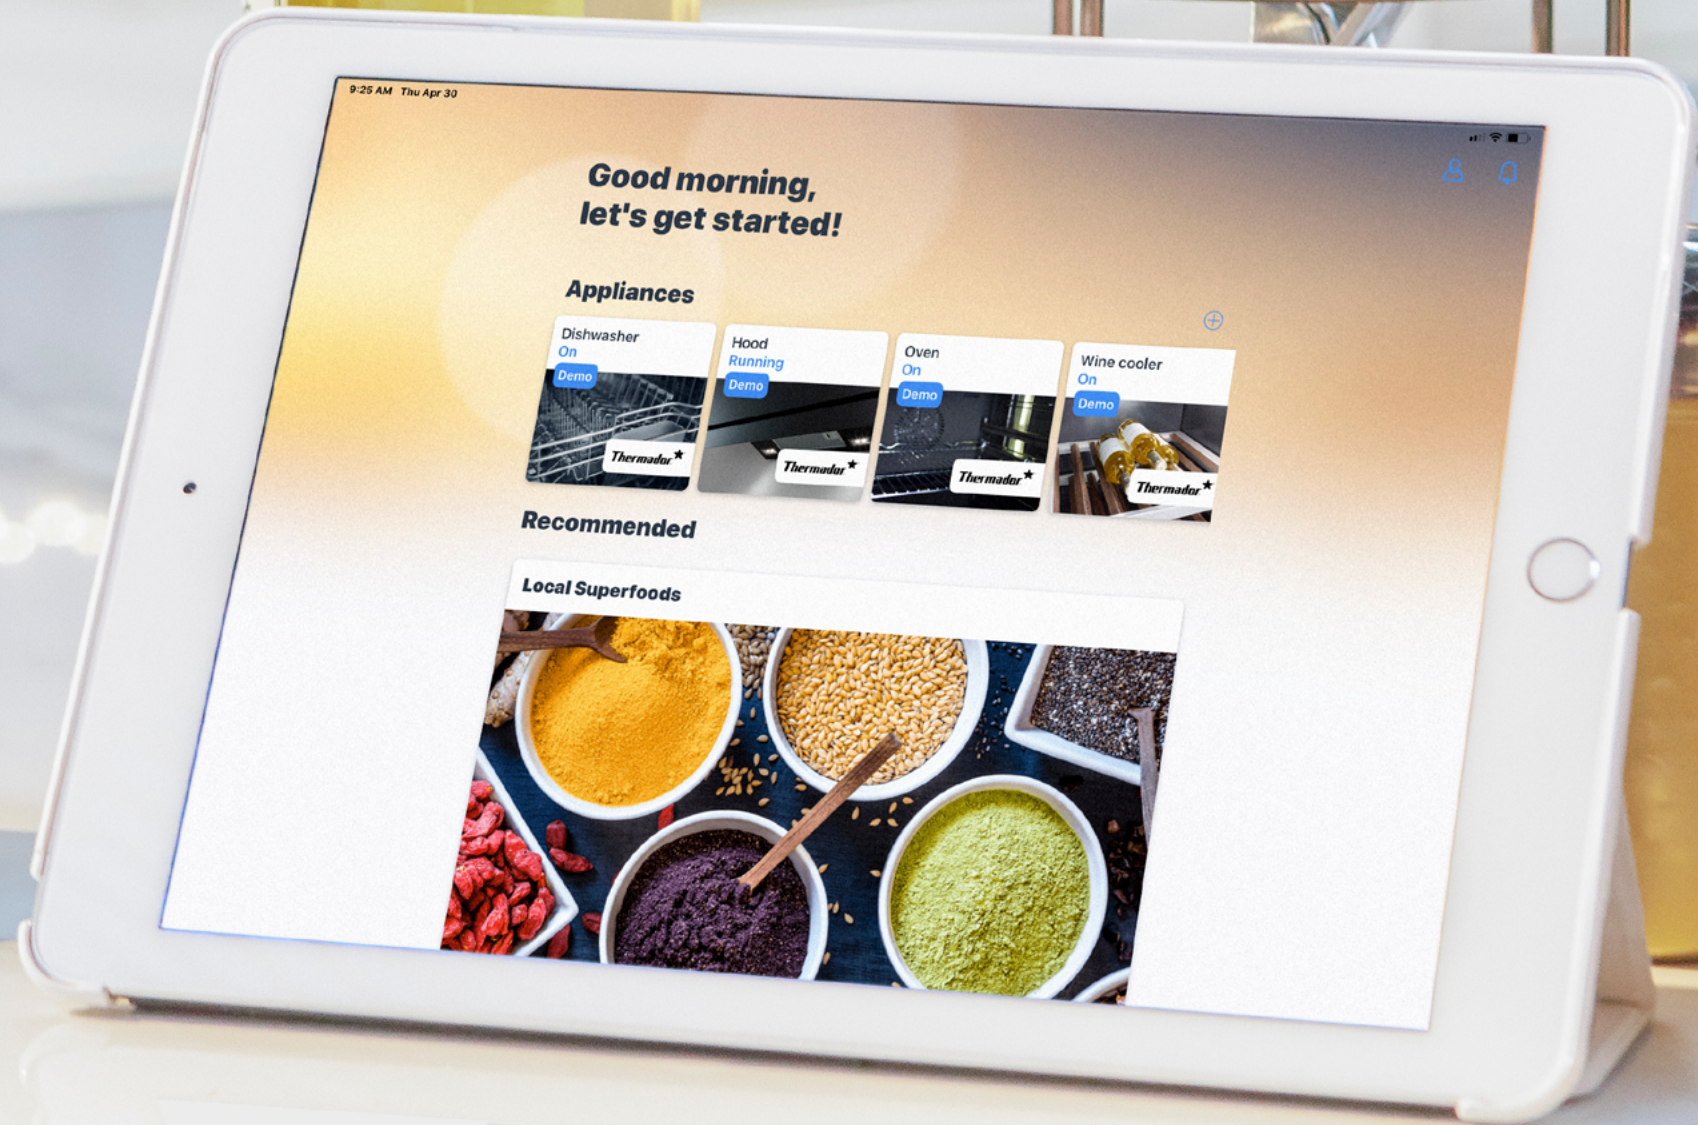 9:25 AM Thu Apr 30
Good morning,
let's get started!
Appliances
Dishwasher
On
Demo
Thermador
Hood
Running
Demo
Thermador
Oven
On
Demo
Thermador
Wine cooler
On
Demo
Thermador
Recommended
Local Superfoods